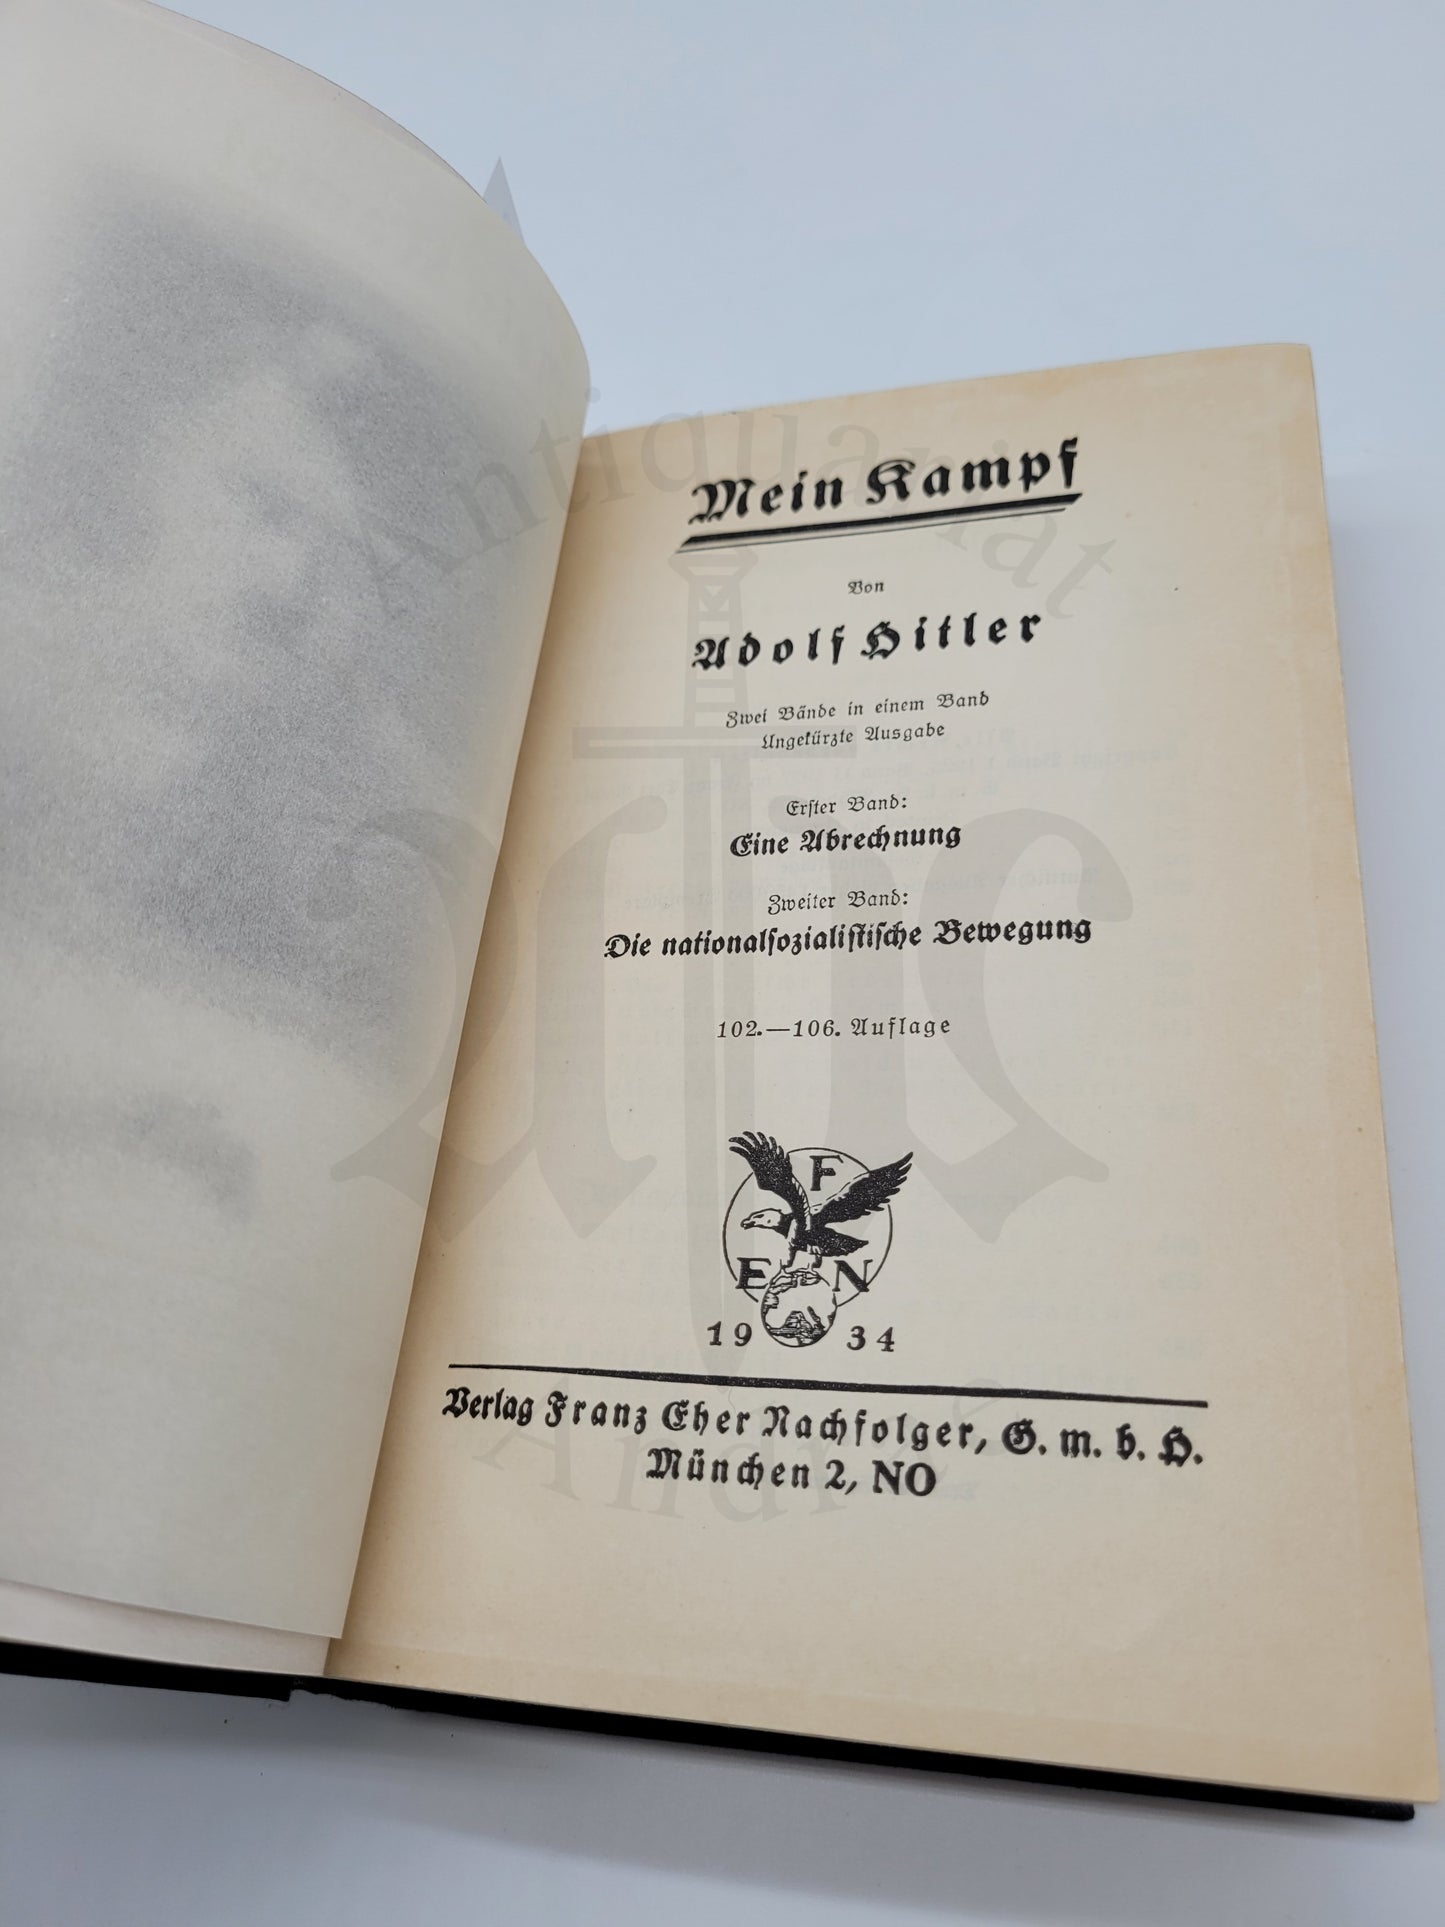 Mein Kampf
Von
Adolf Hitler
Zwei Bände in einem Band
Ungekürzte Ausgabe
Erster Band:
Eine Abrechnung
Zweiter Band:
Die nationalsozialistische Bewegung
102.—106. Auflage
F
E N
19 34
Verlag Franz Eher Nachfolger, G. m. b. H.
München 2, NO
Antiquariat